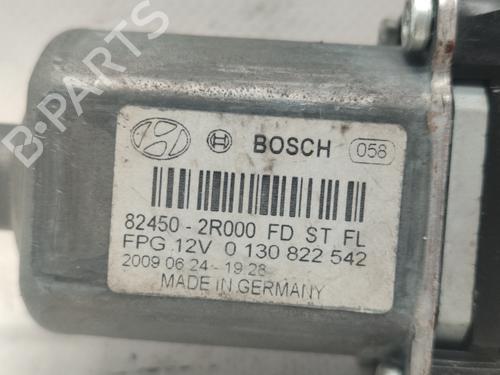 BOSCH 058
82450 - 2R000 FD ST FL
FPG 12V 0 130 822 542
2009 06 24 - 19:28
MADE IN GERMANY
B-PARTS
B-PARTS